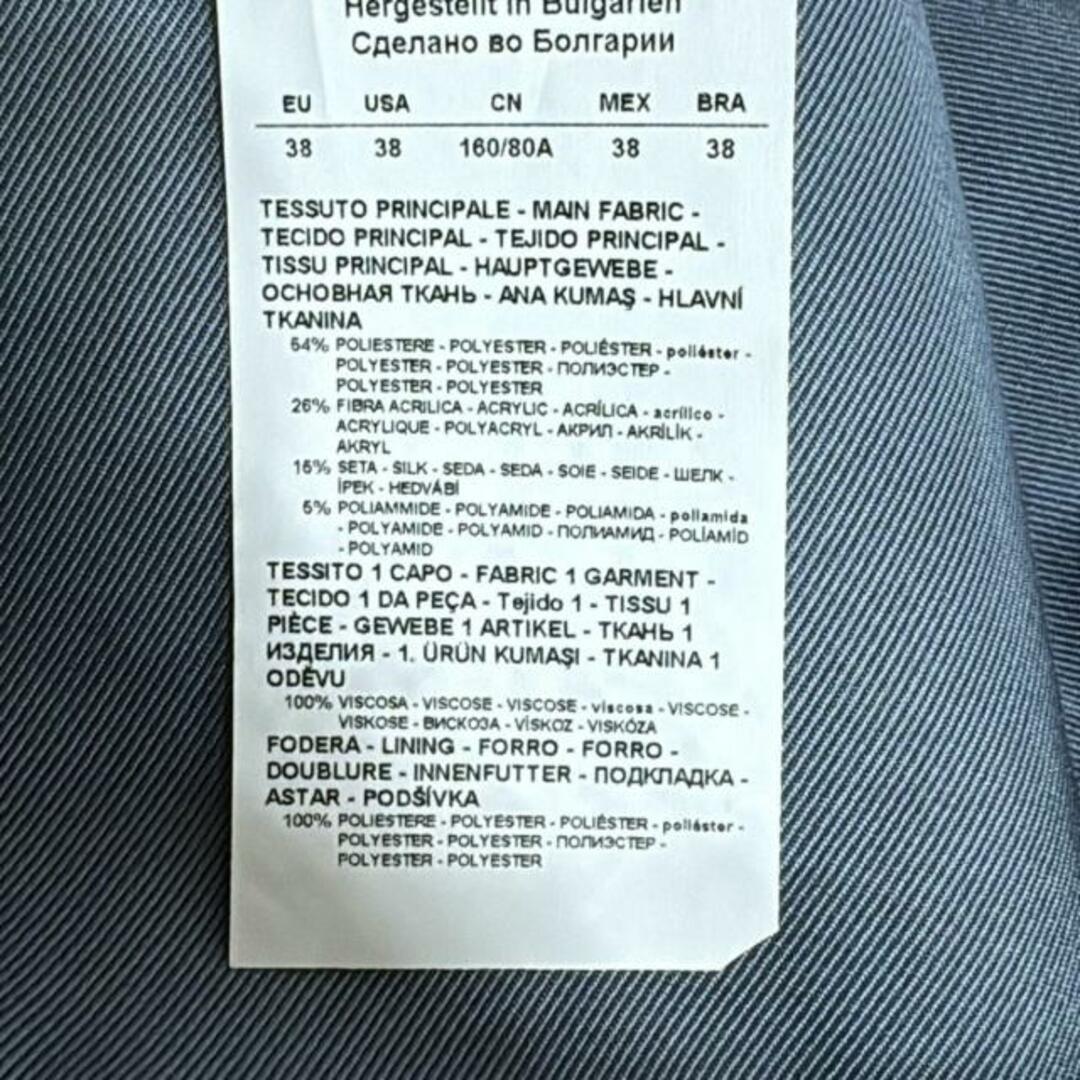 Hergestellt in Bulgarien
Сделано во Болгарии
EU USA CN MEX BRA
38 38 160/80A 38 38
TESSUTO PRINCIPALE - MAIN FABRIC -
TECIDO PRINCIPAL - TEJIDO PRINCIPAL -
TISSU PRINCIPAL - HAUPTGEWEBE -
ОСНОВНАЯ ТКАНЬ - ANA KUMAŞ - HLAVNÍ
TKANINA
54% POLIESTERE - POLYESTER - POLIÉSTER - poliéster -
POLYESTER - POLYESTER - ПОЛИЭСТЕР -
POLYESTER - POLYESTER
26% FIBRA ACRILICA - ACRYLIC - ACRÍLICA - acrílico -
ACRYLIQUE - POLYACRYL - АКРИЛ - AKRİLİK -
AKRYL
15% SETA - SILK - SEDA - SEDA - SOIE - SEIDE - ШЕЛК -
İPEK - HEDVÁBÍ
5% POLIAMMIDE - POLYAMIDE - POLIAMIDA - poliamida
- POLYAMIDE - POLYAMID - ПОЛИАМИД - POLİAMİD
- POLYAMID
TESSITO 1 CAPO - FABRIC 1 GARMENT -
TECIDO 1 DA PEÇA - Tejido 1 - TISSU 1
PIÈCE - GEWEBE 1 ARTIKEL - ТКАНЬ 1
ИЗДЕЛИЯ - 1. ÜRÜN KUMAŞI - TKANINA 1
ODĚVU
100% VISCOSA - VISCOSE - VISCOSE - viscosa - VISCOSE -
VISKOSE - ВИСКОЗА - VİSKOZ - VISKÓZA
FODERA - LINING - FORRO - FORRO -
DOUBLURE - INNENFUTTER - ПОДКЛАДКА -
ASTAR - PODŠÍVKA
100% POLIESTERE - POLYESTER - POLIÉSTER - poliéster -
POLYESTER - POLYESTER - ПОЛИЭСТЕР -
POLYESTER - POLYESTER